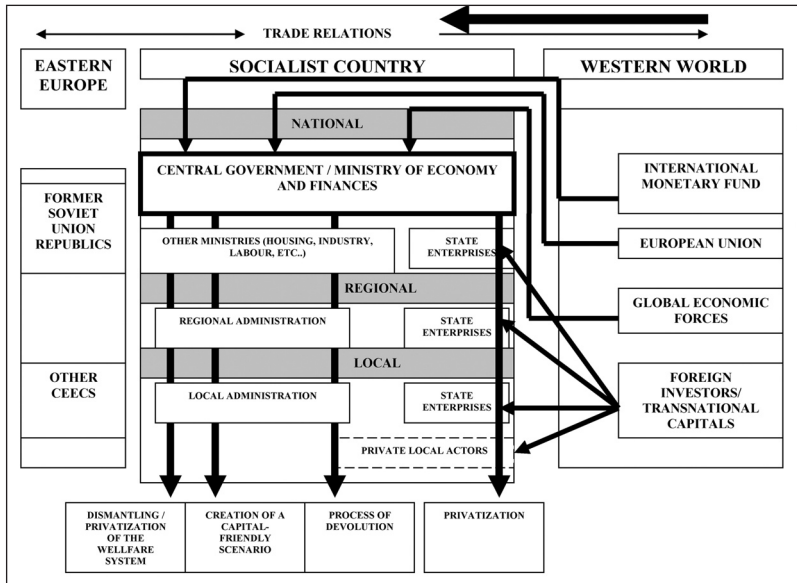 TRADE RELATIONS
EASTERN
EUROPE
SOCIALIST COUNTRY
WESTERN WORLD
NATIONAL
CENTRAL GOVERNMENT / MINISTRY OF ECONOMY
AND FINANCES
INTERNATIONAL
MONETARY FUND
FORMER
SOVIET
UNION
REPUBLICS
OTHER MINISTRIES (HOUSING, INDUSTRY,
LABOUR, ETC..)
STATE
ENTERPRISES
EUROPEAN UNION
REGIONAL
REGIONAL ADMINISTRATION
STATE
ENTERPRISES
GLOBAL ECONOMIC
FORCES
LOCAL
OTHER
CEECS
LOCAL ADMINISTRATION
STATE
ENTERPRISES
FOREIGN
INVESTORS/
TRANSNATIONAL
CAPITALS
PRIVATE LOCAL ACTORS
DISMANTLING /
PRIVATIZATION
OF THE
WELLFARE
SYSTEM
CREATION OF A
CAPITAL-
FRIENDLY
SCENARIO
PROCESS OF
DEVOLUTION
PRIVATIZATION